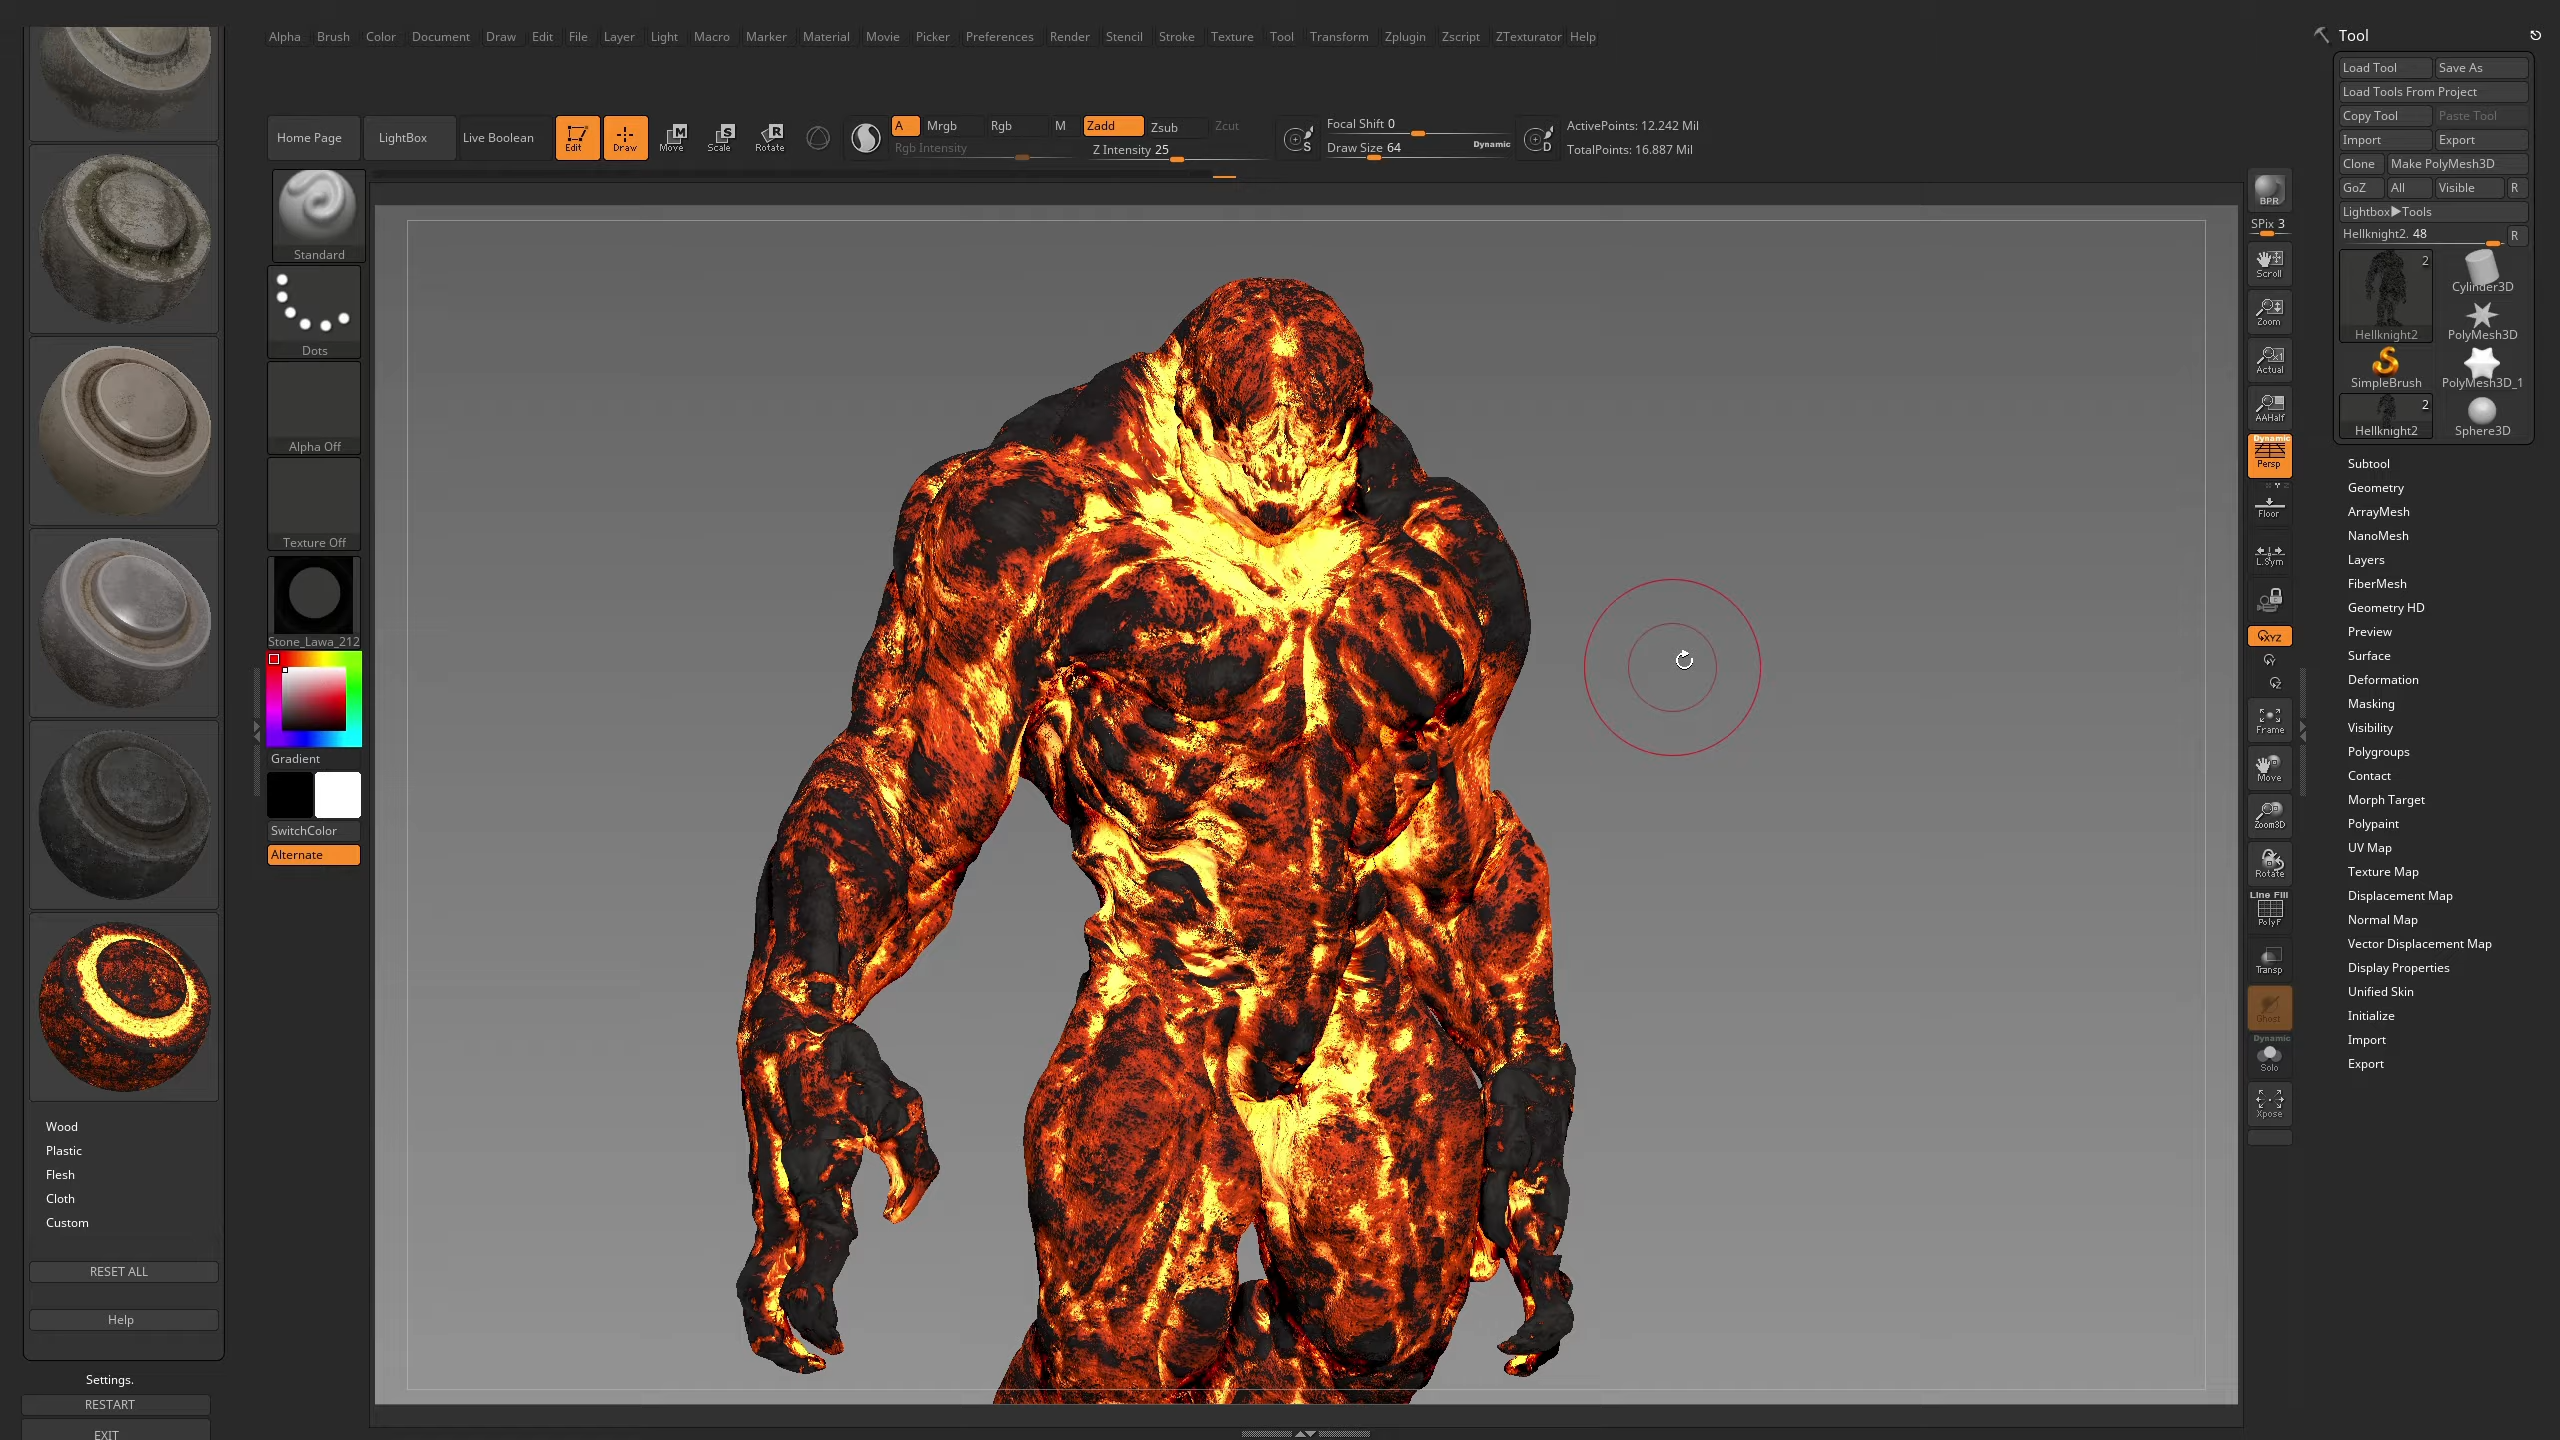 Alpha Brush Color Document Draw Edit File Layer Light Macro Marker Material Movie Picker Preferences Render Stencil Stroke Texture Tool Transform Zplugin Zscript ZTexturator Help
Home Page
LightBox
Live Boolean
Edit
Draw
Move
Scale
Rotate
M
S
R
A
Mrgb
Rgb
M
Zadd
Zsub
Zcut
Rgb Intensity
Z Intensity 25
S
Focal Shift 0
Draw Size 64
Dynamic
D
ActivePoints: 12.242 Mil
TotalPoints: 16.887 Mil
Standard
Dots
Alpha Off
Texture Off
Stone_Lawa_212
Gradient
SwitchColor
Alternate
Wood
Plastic
Flesh
Cloth
Custom
RESET ALL
Help
Settings.
RESTART
EXIT
BPR
SPix 3
Scroll
Zoom
Actual
AAHalf
Dynamic
Persp
Floor
L.Sym
XYZ
Y
Z
Frame
Move
Zoom3D
Rotate
Line Fill
PolyF
Transp
Ghost
Dynamic
Solo
Xpose
Tool
Load Tool
Save As
Load Tools From Project
Copy Tool
Paste Tool
Import
Export
Clone
Make PolyMesh3D
GoZ
All
Visible
R
Lightbox▶Tools
Hellknight2. 48
R
2
Hellknight2
Cylinder3D
PolyMesh3D
SimpleBrush
PolyMesh3D_1
2
Hellknight2
Sphere3D
Subtool
Geometry
ArrayMesh
NanoMesh
Layers
FiberMesh
Geometry HD
Preview
Surface
Deformation
Masking
Visibility
Polygroups
Contact
Morph Target
Polypaint
UV Map
Texture Map
Displacement Map
Normal Map
Vector Displacement Map
Display Properties
Unified Skin
Initialize
Import
Export